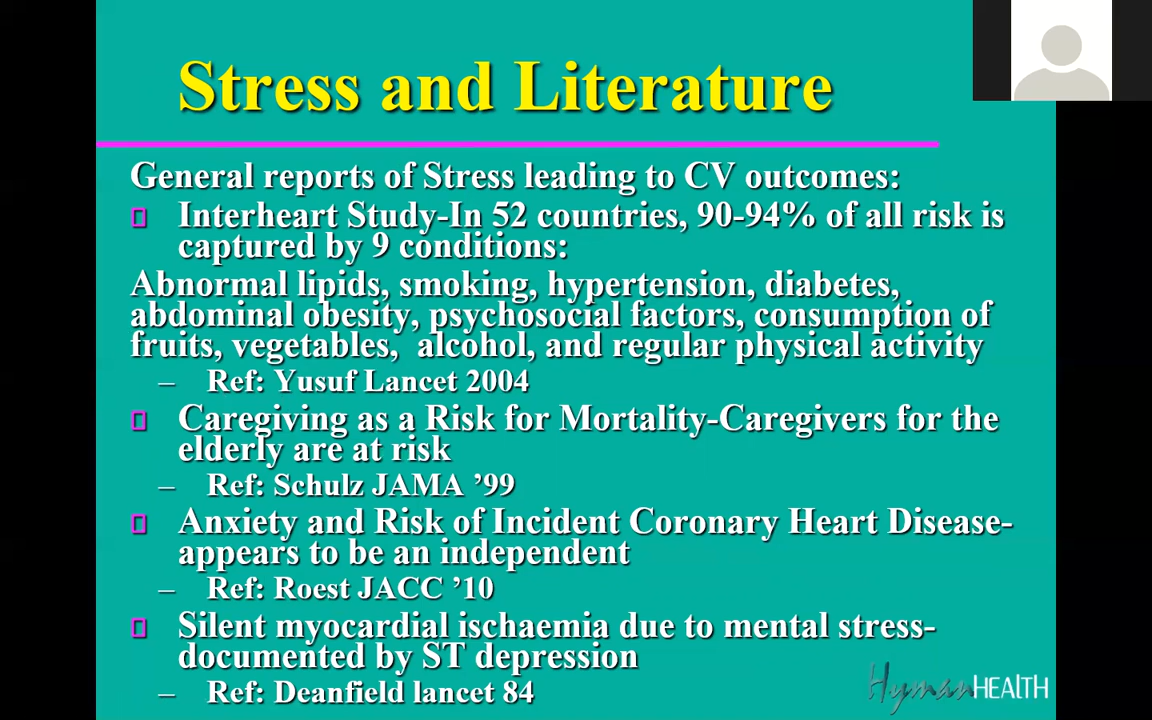 Stress and Literature
General reports of Stress leading to CV outcomes:
Interheart Study-In 52 countries, 90-94% of all risk is
captured by 9 conditions:
Abnormal lipids, smoking, hypertension, diabetes,
abdominal obesity, psychosocial factors, consumption of
fruits, vegetables, alcohol, and regular physical activity
– Ref: Yusuf Lancet 2004
Caregiving as a Risk for Mortality-Caregivers for the
elderly are at risk
– Ref: Schulz JAMA ’99
Anxiety and Risk of Incident Coronary Heart Disease-
appears to be an independent
– Ref: Roest JACC ’10
Silent myocardial ischaemia due to mental stress-
documented by ST depression
– Ref: Deanfield lancet 84
HymanHEALTH